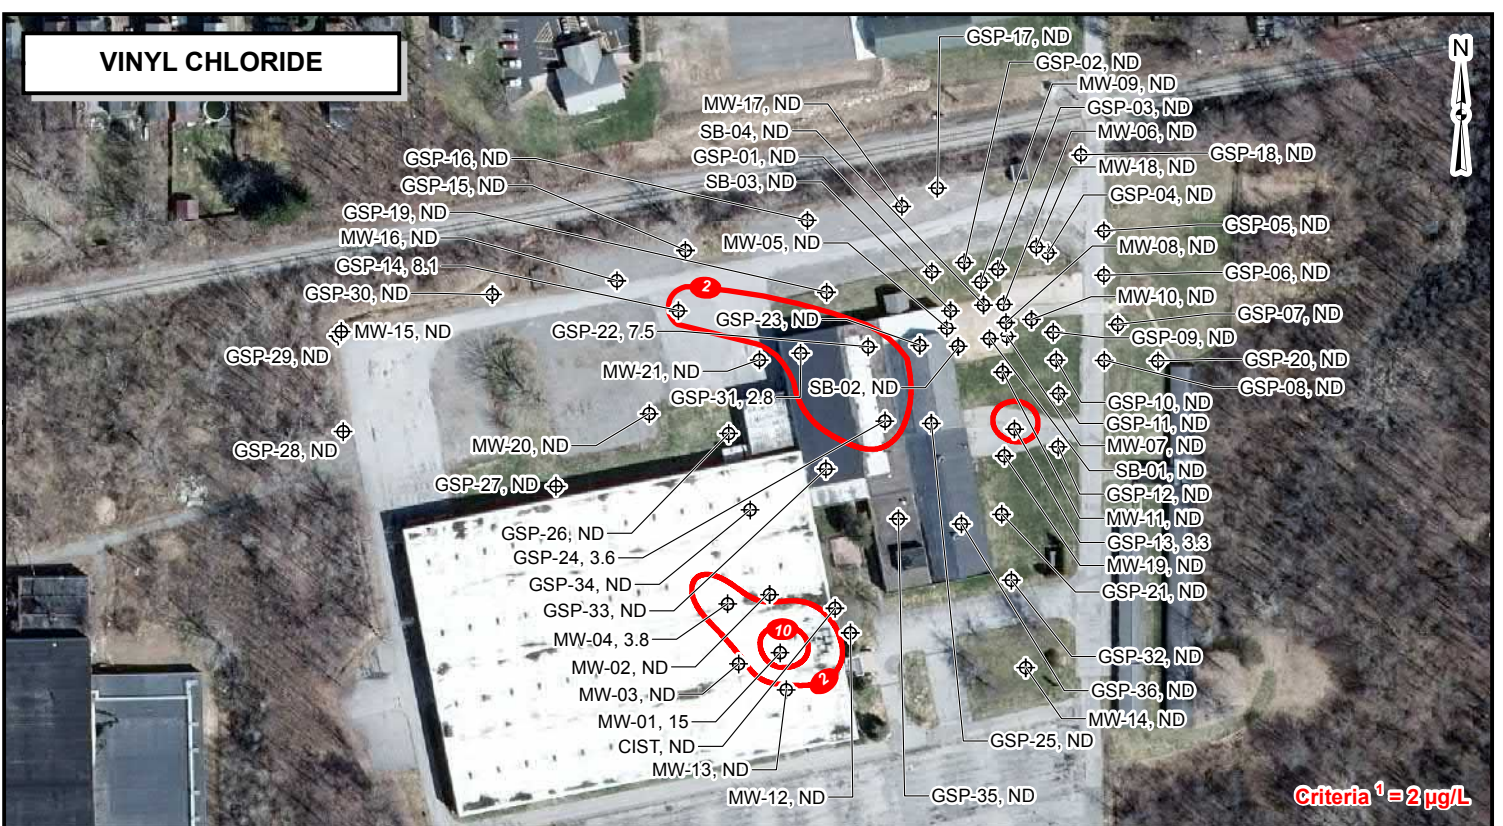 VINYL CHLORIDE
N
GSP-17, ND
GSP-02, ND
MW-09, ND
MW-17, ND
GSP-03, ND
SB-04, ND
MW-06, ND
GSP-16, ND
GSP-01, ND
GSP-18, ND
MW-18, ND
GSP-15, ND
SB-03, ND
GSP-04, ND
GSP-19, ND
GSP-05, ND
MW-16, ND
MW-05, ND
MW-08, ND
GSP-14, 8.1
GSP-06, ND
2
GSP-30, ND
MW-10, ND
GSP-07, ND
GSP-23, ND
MW-15, ND
GSP-22, 7.5
GSP-09, ND
GSP-29, ND
GSP-20, ND
MW-21, ND
SB-02, ND
GSP-08, ND
GSP-31, 2.8
GSP-10, ND
GSP-11, ND
MW-20, ND
MW-07, ND
GSP-28, ND
SB-01, ND
GSP-27, ND
GSP-12, ND
MW-11, ND
GSP-26, ND
GSP-13, 3.3
GSP-24, 3.6
MW-19, ND
GSP-34, ND
GSP-21, ND
GSP-33, ND
10
MW-04, 3.8
GSP-32, ND
MW-02, ND
2
GSP-36, ND
MW-03, ND
MW-01, 15
MW-14, ND
CIST, ND
GSP-25, ND
MW-13, ND
MW-12, ND
GSP-35, ND
Criteria ¹ = 2 µg/L